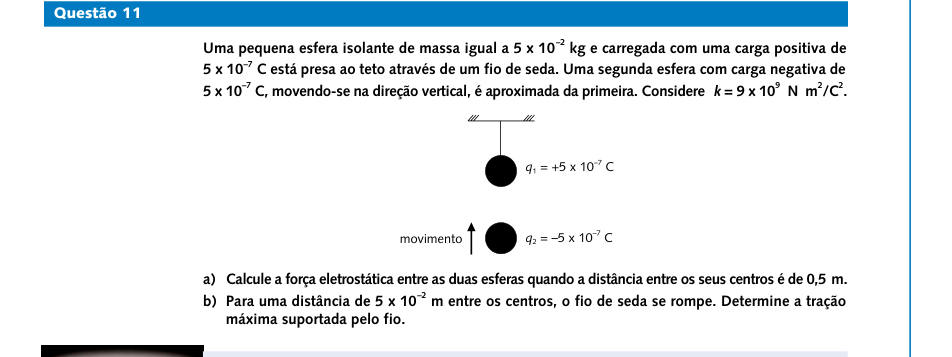 Questão 11
Uma pequena esfera isolante de massa igual a 5 x 10⁻² kg e carregada com uma carga positiva de
5 x 10⁻⁷ C está presa ao teto através de um fio de seda. Uma segunda esfera com carga negativa de
5 x 10⁻⁷ C, movendo-se na direção vertical, é aproximada da primeira. Considere k = 9 x 10⁹ N m²/C².
q₁ = +5 x 10⁻⁷ C
movimento
q₂ = –5 x 10⁻⁷ C
a) Calcule a força eletrostática entre as duas esferas quando a distância entre os seus centros é de 0,5 m.
b) Para uma distância de 5 x 10⁻² m entre os centros, o fio de seda se rompe. Determine a tração
máxima suportada pelo fio.